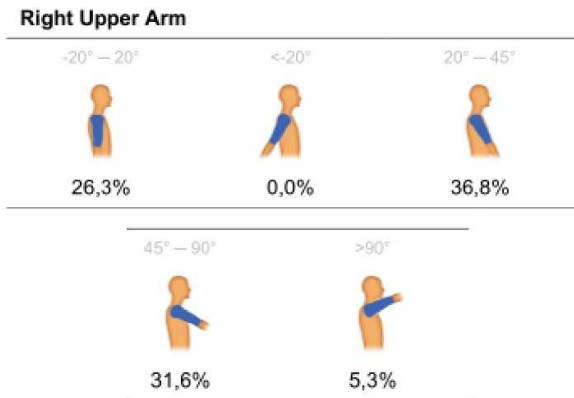 Right Upper Arm
-20° — 20° <-20° 20° — 45°
26,3% 0,0% 36,8%
45° — 90° >90°
31,6% 5,3%